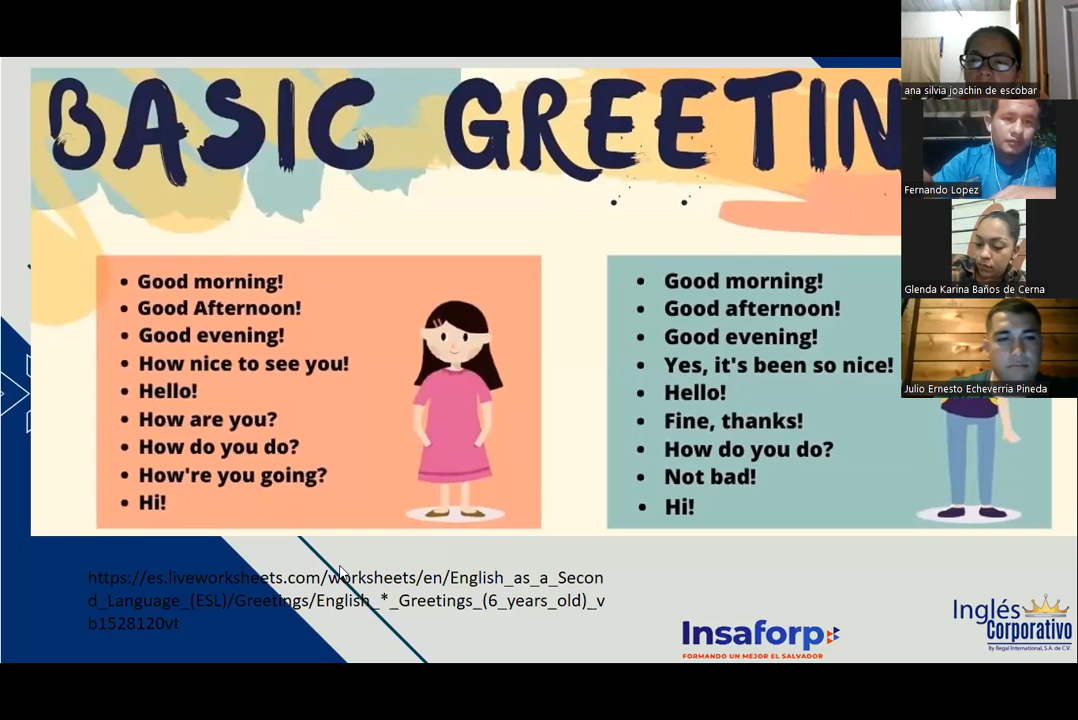 BASIC GREETIN
• Good morning!
• Good Afternoon!
• Good evening!
• How nice to see you!
• Hello!
• How are you?
• How do you do?
• How're you going?
• Hi!
• Good morning!
• Good afternoon!
• Good evening!
• Yes, it's been so nice!
• Hello!
• Fine, thanks!
• How do you do?
• Not bad!
• Hi!
https://es.liveworksheets.com/worksheets/en/English_as_a_Secon
d_Language_(ESL)/Greetings/English_*_Greetings_(6_years_old)_v
b1528120vt
Insaforp
FORMANDO UN MEJOR EL SALVADOR
Inglés
Corporativo
By Regal International, S.A. de C.V.
ana silvia joachin de escobar
Fernando Lopez
Glenda Karina Baños de Cerna
Julio Ernesto Echeverria Pineda